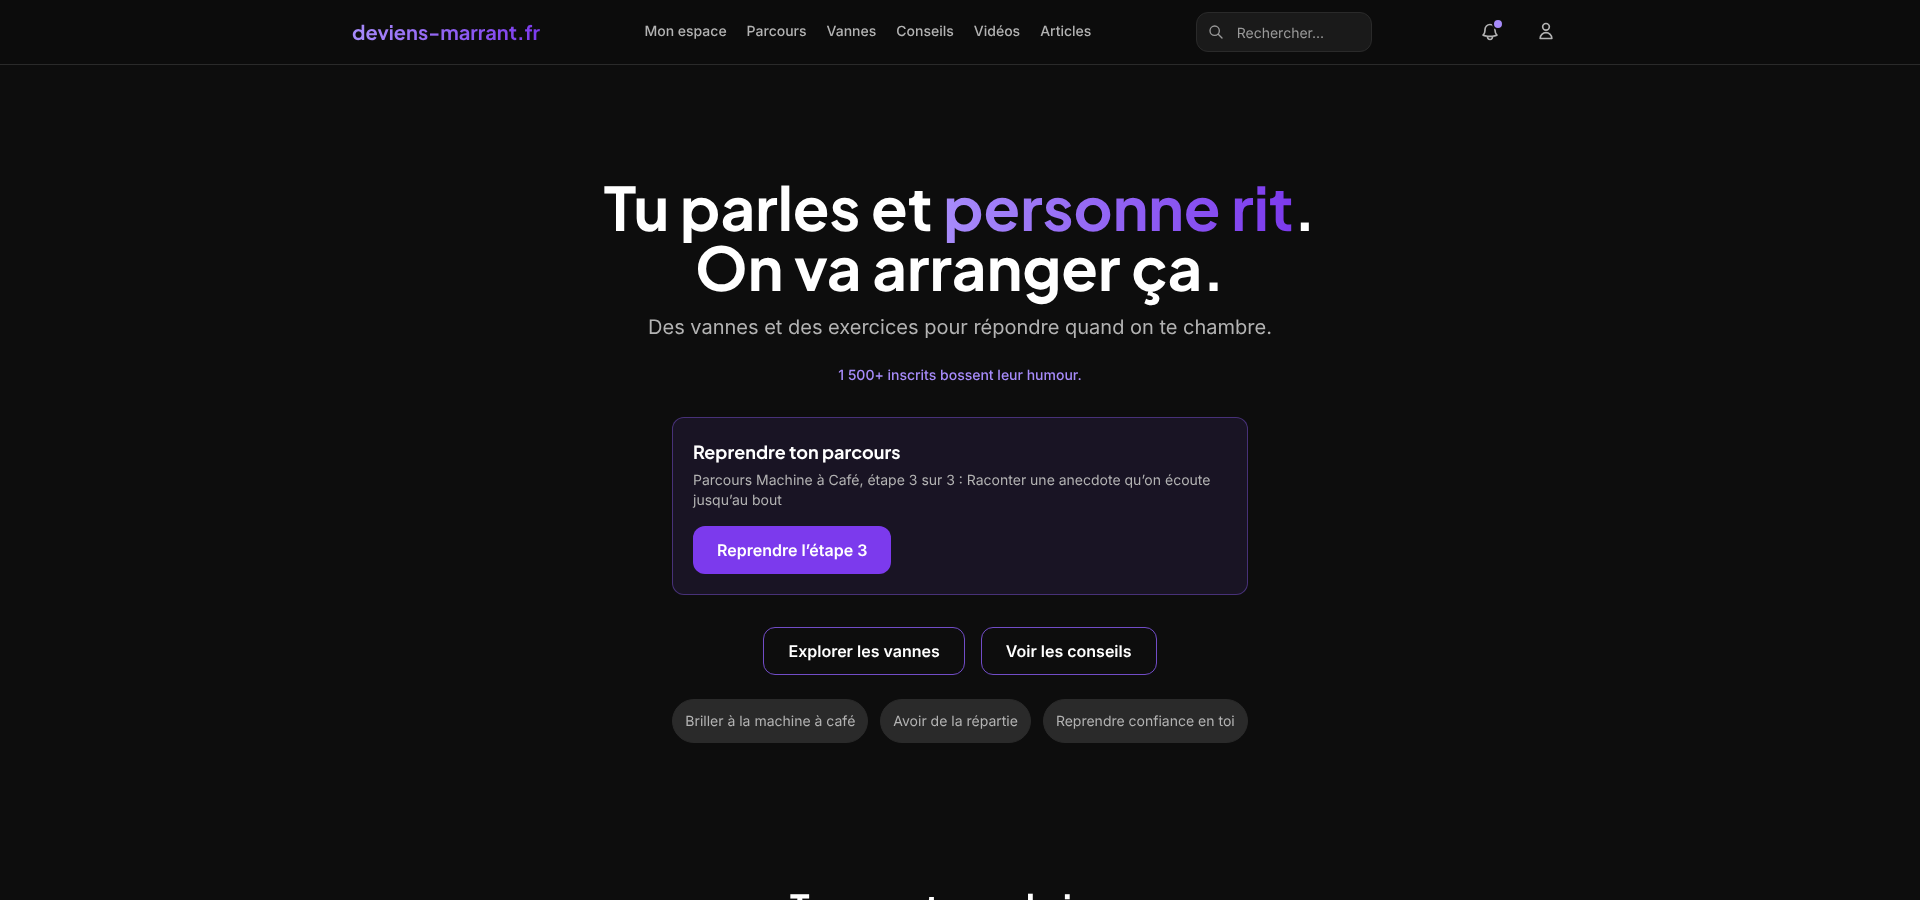 deviens-marrant.fr
Mon espace
Parcours
Vannes
Conseils
Vidéos
Articles
Rechercher...
Tu parles et personne rit.
On va arranger ça.
Des vannes et des exercices pour répondre quand on te chambre.
1 500+ inscrits bossent leur humour.
Reprendre ton parcours
Parcours Machine à Café, étape 3 sur 3 : Raconter une anecdote qu’on écoute
jusqu’au bout
Reprendre l’étape 3
Explorer les vannes
Voir les conseils
Briller à la machine à café
Avoir de la répartie
Reprendre confiance en toi